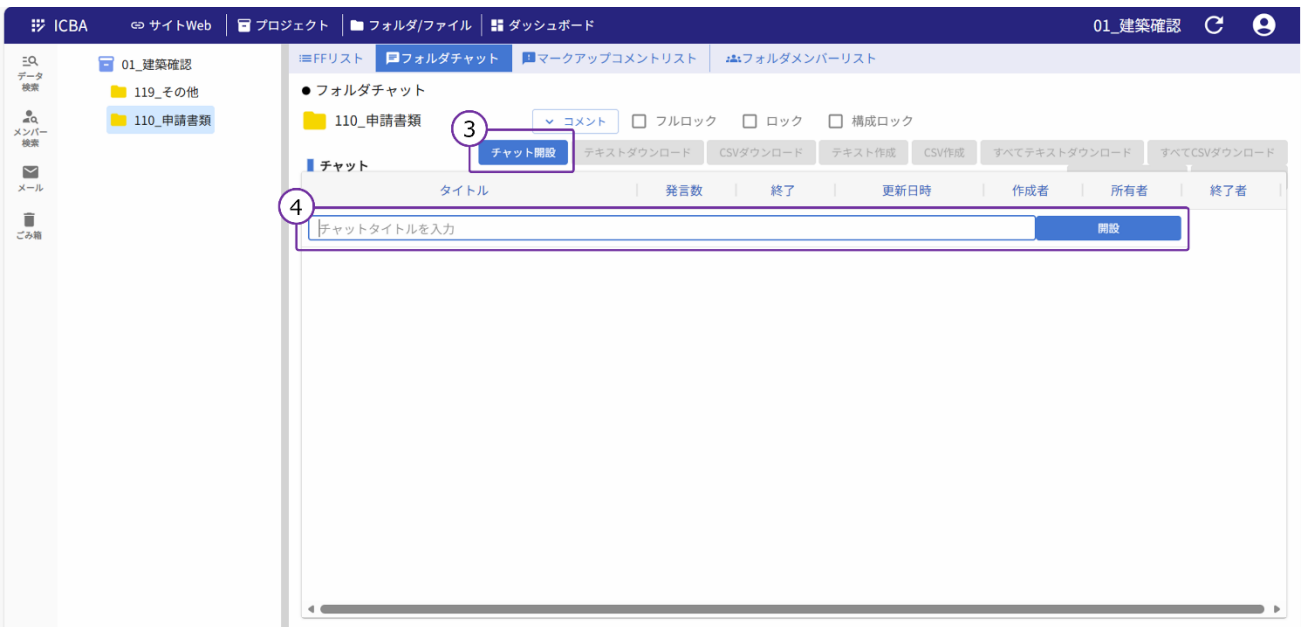 ICBA サイトWeb プロジェクト フォルダ/ファイル ダッシュボード 01_建築確認
データ
検索
メンバー
検索
メール
ごみ箱
01_建築確認
119_その他
110_申請書類
FFリスト フォルダチャット マークアップコメントリスト フォルダメンバーリスト
● フォルダチャット
110_申請書類 コメント フルロック ロック 構成ロック
3
チャット開設 テキストダウンロード CSVダウンロード テキスト作成 CSV作成 すべてテキストダウンロード すべてCSVダウンロード
チャット
タイトル 発言数 終了 更新日時 作成者 所有者 終了者
4
チャットタイトルを入力 開設